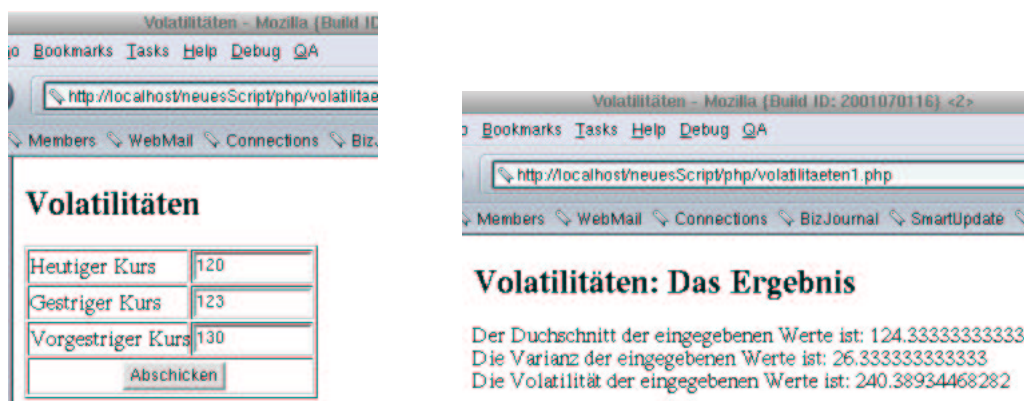 Volatilitäten - Mozilla {Build ID
Bookmarks Tasks Help Debug QA
http://localhost/neuesScript/php/volatilitae
Members WebMail Connections Biz
Volatilitäten
Heutiger Kurs 120
Gestriger Kurs 123
Vorgestriger Kurs 130
Abschicken
Volatilitäten - Mozilla {Build ID: 2001070116} <2>
Bookmarks Tasks Help Debug QA
http://localhost/neuesScript/php/volatilitaeten1.php
Members WebMail Connections BizJournal SmartUpdate
Volatilitäten: Das Ergebnis
Der Duchschnitt der eingegebenen Werte ist: 124.33333333333
Die Varianz der eingegebenen Werte ist: 26.333333333333
Die Volatilität der eingegebenen Werte ist: 240.38934468282